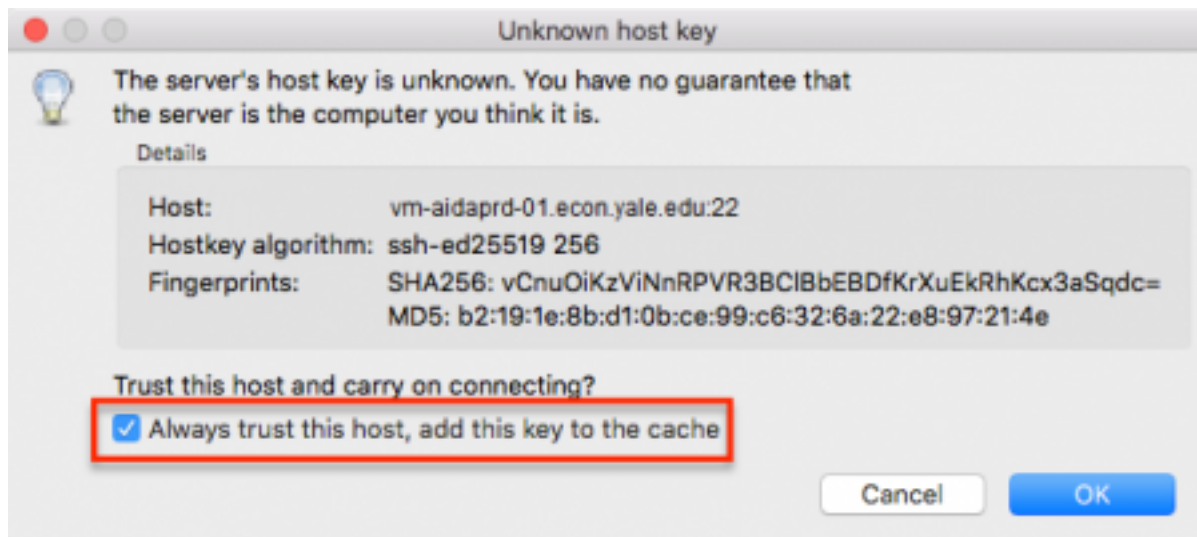 Unknown host key
The server's host key is unknown. You have no guarantee that
the server is the computer you think it is.
Details
Host: vm-aidaprd-01.econ.yale.edu:22
Hostkey algorithm: ssh-ed25519 256
Fingerprints: SHA256: vCnuOiKzViNnRPVR3BClBbEBDfKrXuEkRhKcx3aSqdc=
MD5: b2:19:1e:8b:d1:0b:ce:99:c6:32:6a:22:e8:97:21:4e
Trust this host and carry on connecting?
Always trust this host, add this key to the cache
Cancel OK